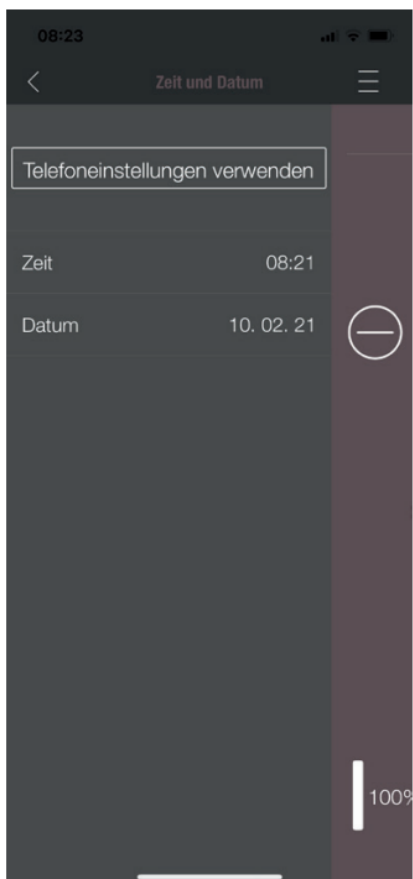 08:23
Zeit und Datum
Telefoneinstellungen verwenden
Zeit 08:21
Datum 10. 02. 21
100%